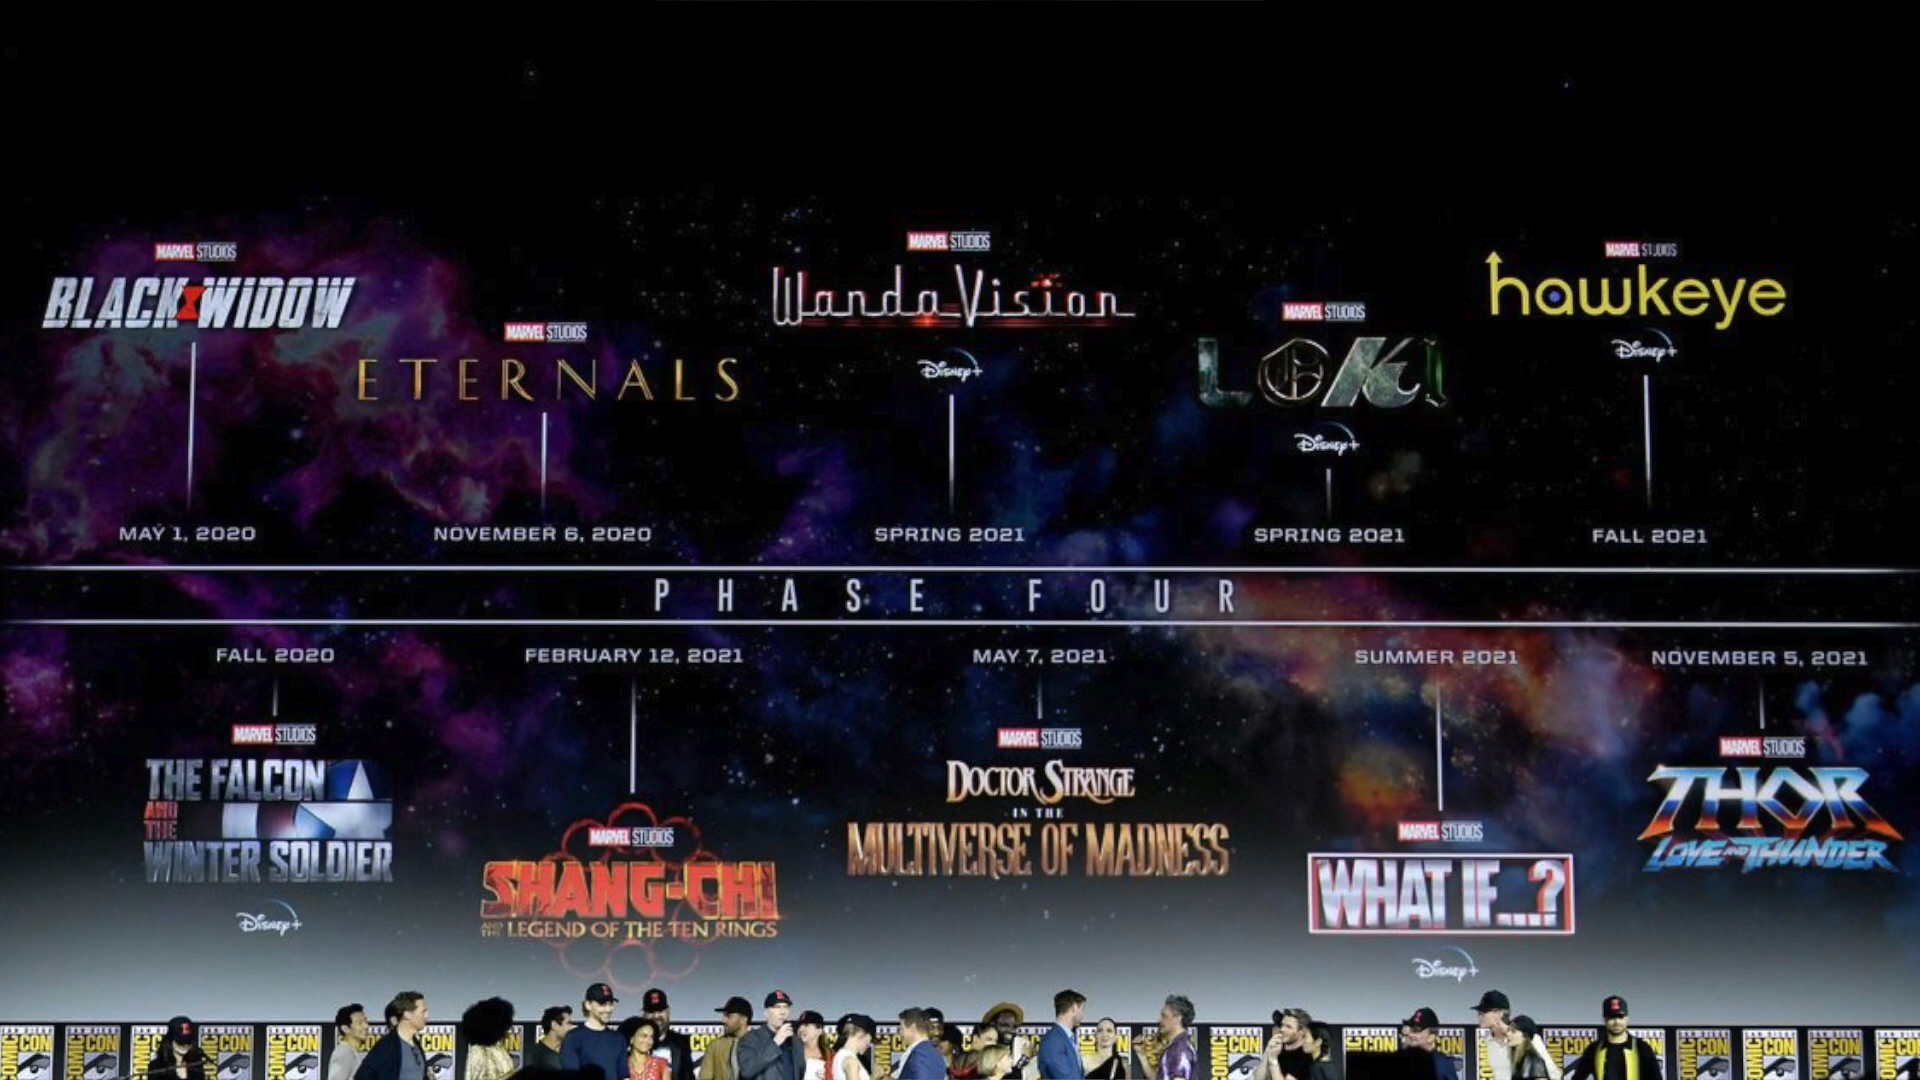 MARVEL STUDIOS
BLACK WIDOW
MAY 1, 2020
MARVEL STUDIOS
ETERNALS
NOVEMBER 6, 2020
MARVEL STUDIOS
WandaVision
Disney+
SPRING 2021
MARVEL STUDIOS
LOKI
Disney+
SPRING 2021
MARVEL STUDIOS
hawkeye
Disney+
FALL 2021
PHASE FOUR
FALL 2020
MARVEL STUDIOS
THE FALCON
AND
THE
WINTER SOLDIER
Disney+
FEBRUARY 12, 2021
MARVEL STUDIOS
SHANG-CHI
AND THE LEGEND OF THE TEN RINGS
MAY 7, 2021
MARVEL STUDIOS
DOCTOR STRANGE
IN THE
MULTIVERSE OF MADNESS
SUMMER 2021
MARVEL STUDIOS
WHAT IF...?
Disney+
NOVEMBER 5, 2021
MARVEL STUDIOS
THOR
LOVE AND THUNDER
SAN DIEGO
COMIC CON